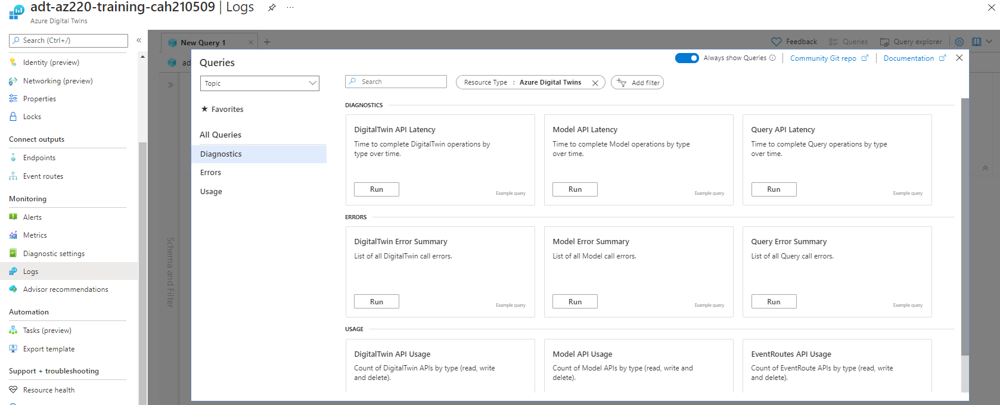 adt-az220-training-cah210509 | Logs
...
Azure Digital Twins
Search (Ctrl+/)
Identity (preview)
Networking (preview)
Properties
Locks
Connect outputs
Endpoints
Event routes
Monitoring
Alerts
Metrics
Diagnostic settings
Logs
Advisor recommendations
Automation
Tasks (preview)
Export template
Support + troubleshooting
Resource health
New Query 1
Feedback
Queries
Query explorer
ad
Schema and Filter
Queries
Always show Queries
Community Git repo
Documentation
Topic
Search
Resource Type : Azure Digital Twins
Add filter
Favorites
All Queries
Diagnostics
Errors
Usage
DIAGNOSTICS
DigitalTwin API Latency
Time to complete DigitalTwin operations by
type over time.
Run
Example query
Model API Latency
Time to complete Model operations by type
over time.
Run
Example query
Query API Latency
Time to complete Query operations by type
over time.
Run
Example query
ERRORS
DigitalTwin Error Summary
List of all DigitalTwin call errors.
Run
Example query
Model Error Summary
List of all Model call errors.
Run
Example query
Query Error Summary
List of all Query call errors.
Run
Example query
USAGE
DigitalTwin API Usage
Count of DigitalTwin APIs by type (read, write
and delete).
Model API Usage
Count of Model APIs by type (read, write and
delete).
EventRoutes API Usage
Count of EventRoute APIs by type (read, write
and delete).